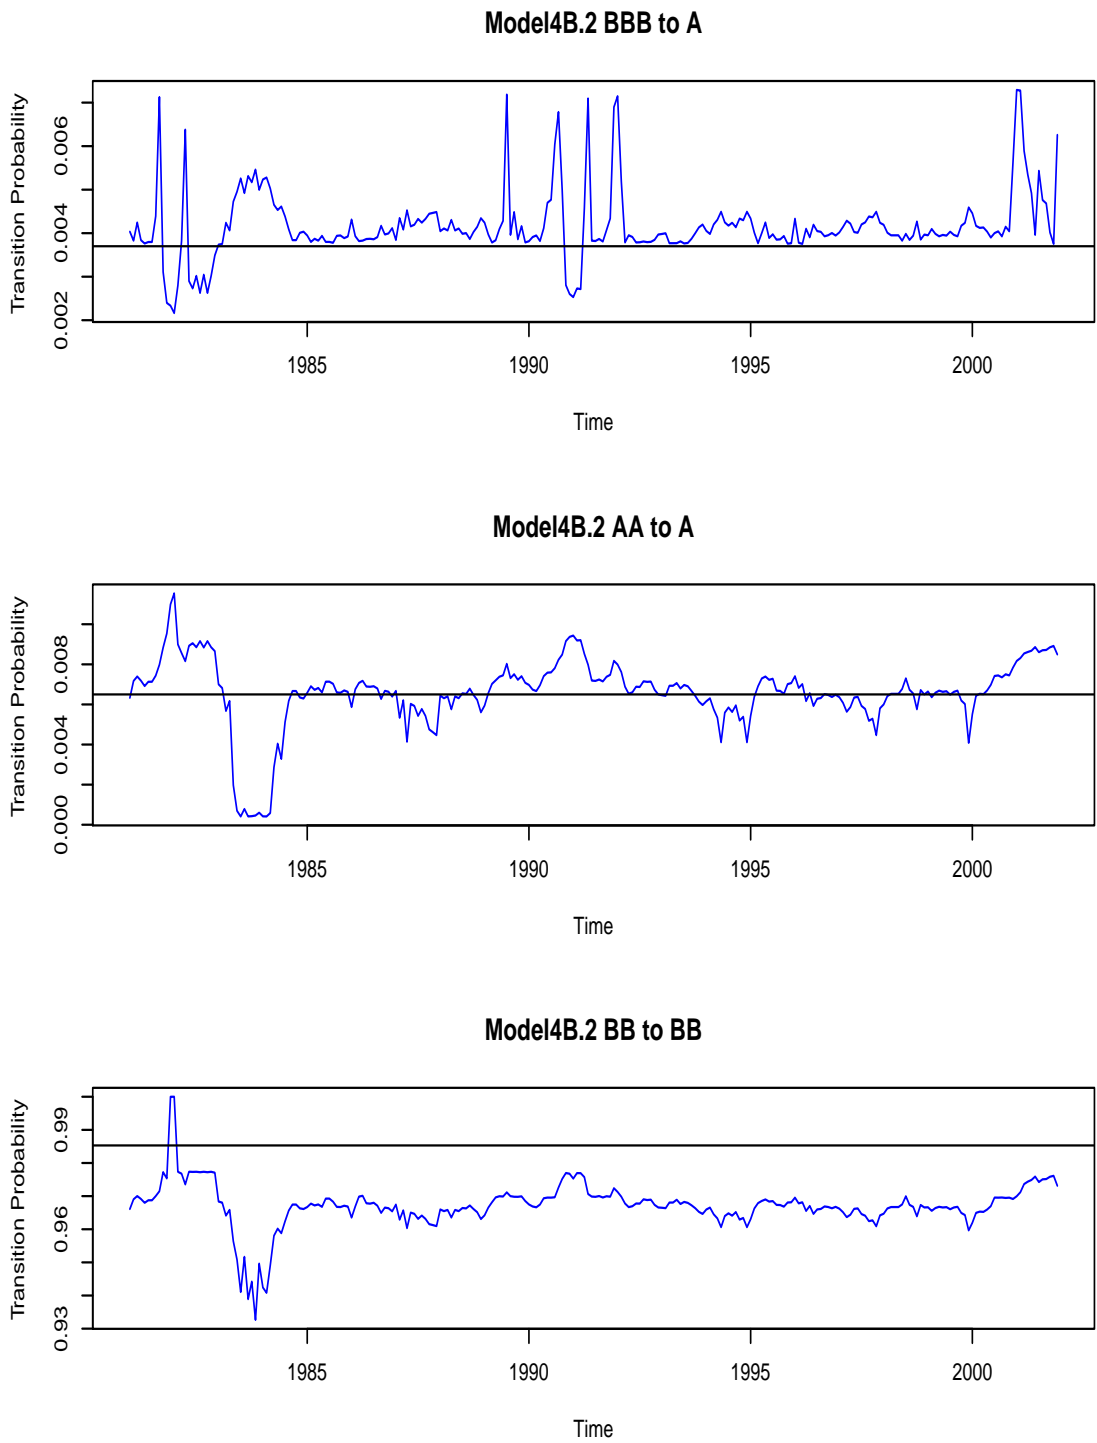 Model4B.2 BBB to A
Transition Probability
0.002 0.004 0.006
1985 1990 1995 2000
Time
Model4B.2 AA to A
Transition Probability
0.000 0.004 0.008
1985 1990 1995 2000
Time
Model4B.2 BB to BB
Transition Probability
0.93 0.96 0.99
1985 1990 1995 2000
Time